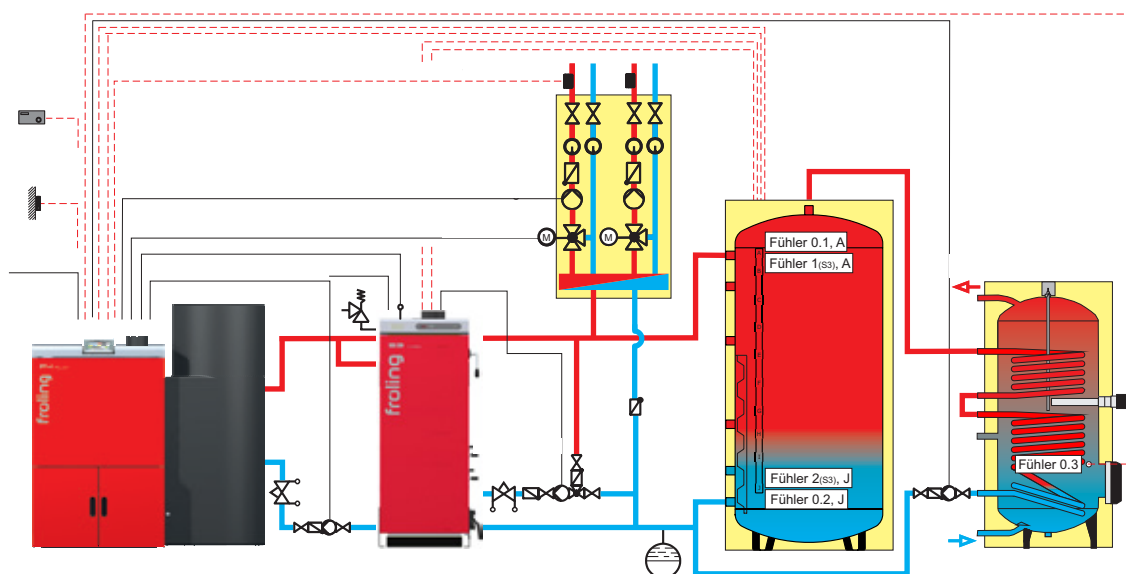 M
M
Fühler 0.1, A
Fühler 1(S3), A
A
B
C
D
E
F
G
H
I
J
Fühler 2(S3), J
Fühler 0.2, J
Fühler 0.3
froling
froling